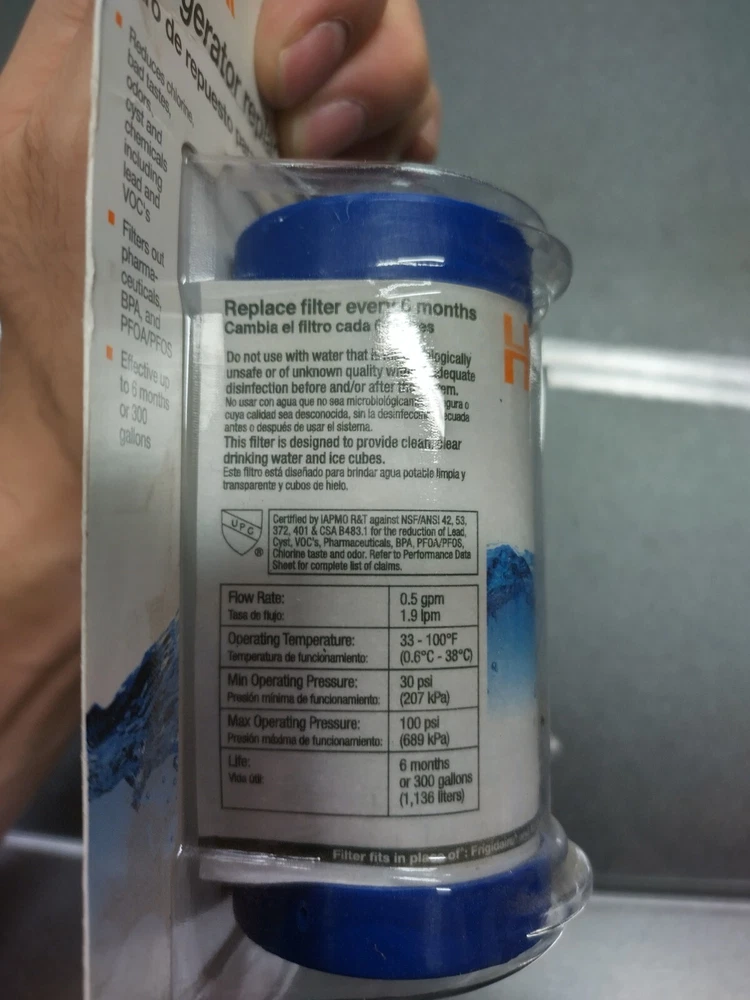 gerator repl
ro de repuesto par
Reduces chlorine,
bad tastes,
odors,
cyst and
chemicals
including
lead and
VOC's
Filters out
pharma-
ceuticals,
BPA, and
PFOA/PFOS
Effective up
to 6 months
or 300
gallons
Replace filter every 6 months
Cambia el filtro cada
H
Do not use with water that
unsafe or of unknown quality
disinfection before and/or after
No usar con agua que no sea
cuya calidad sea desconocida, sin la
antes o después de usar el sistema.
This filter is designed to provide clean, clear
drinking water and ice cubes.
Este filtro está diseñado para brindar agua potable limpia y
transparente y cubos de hielo.
UPC
®
Certified by IAPMO R&T against NSF/ANSI 42, 53,
372, 401 & CSA B483.1 for the reduction of Lead,
Cyst, VOC's, Pharmaceuticals, BPA, PFOA/PFOS,
Chlorine taste and odor. Refer to Performance Data
Sheet for complete list of claims.
Flow Rate: 0.5 gpm
Tasa de flujo: 1.9 lpm
Operating Temperature: 33 - 100°F
Temperatura de funcionamiento: (0.6°C - 38°C)
Min Operating Pressure: 30 psi
Presión mínima de funcionamiento: (207 kPa)
Max Operating Pressure: 100 psi
Presión máxima de funcionamiento: (689 kPa)
Life: 6 months
Vida útil: or 300 gallons
(1,136 liters)
Filter fits in place of*: Frigidaire